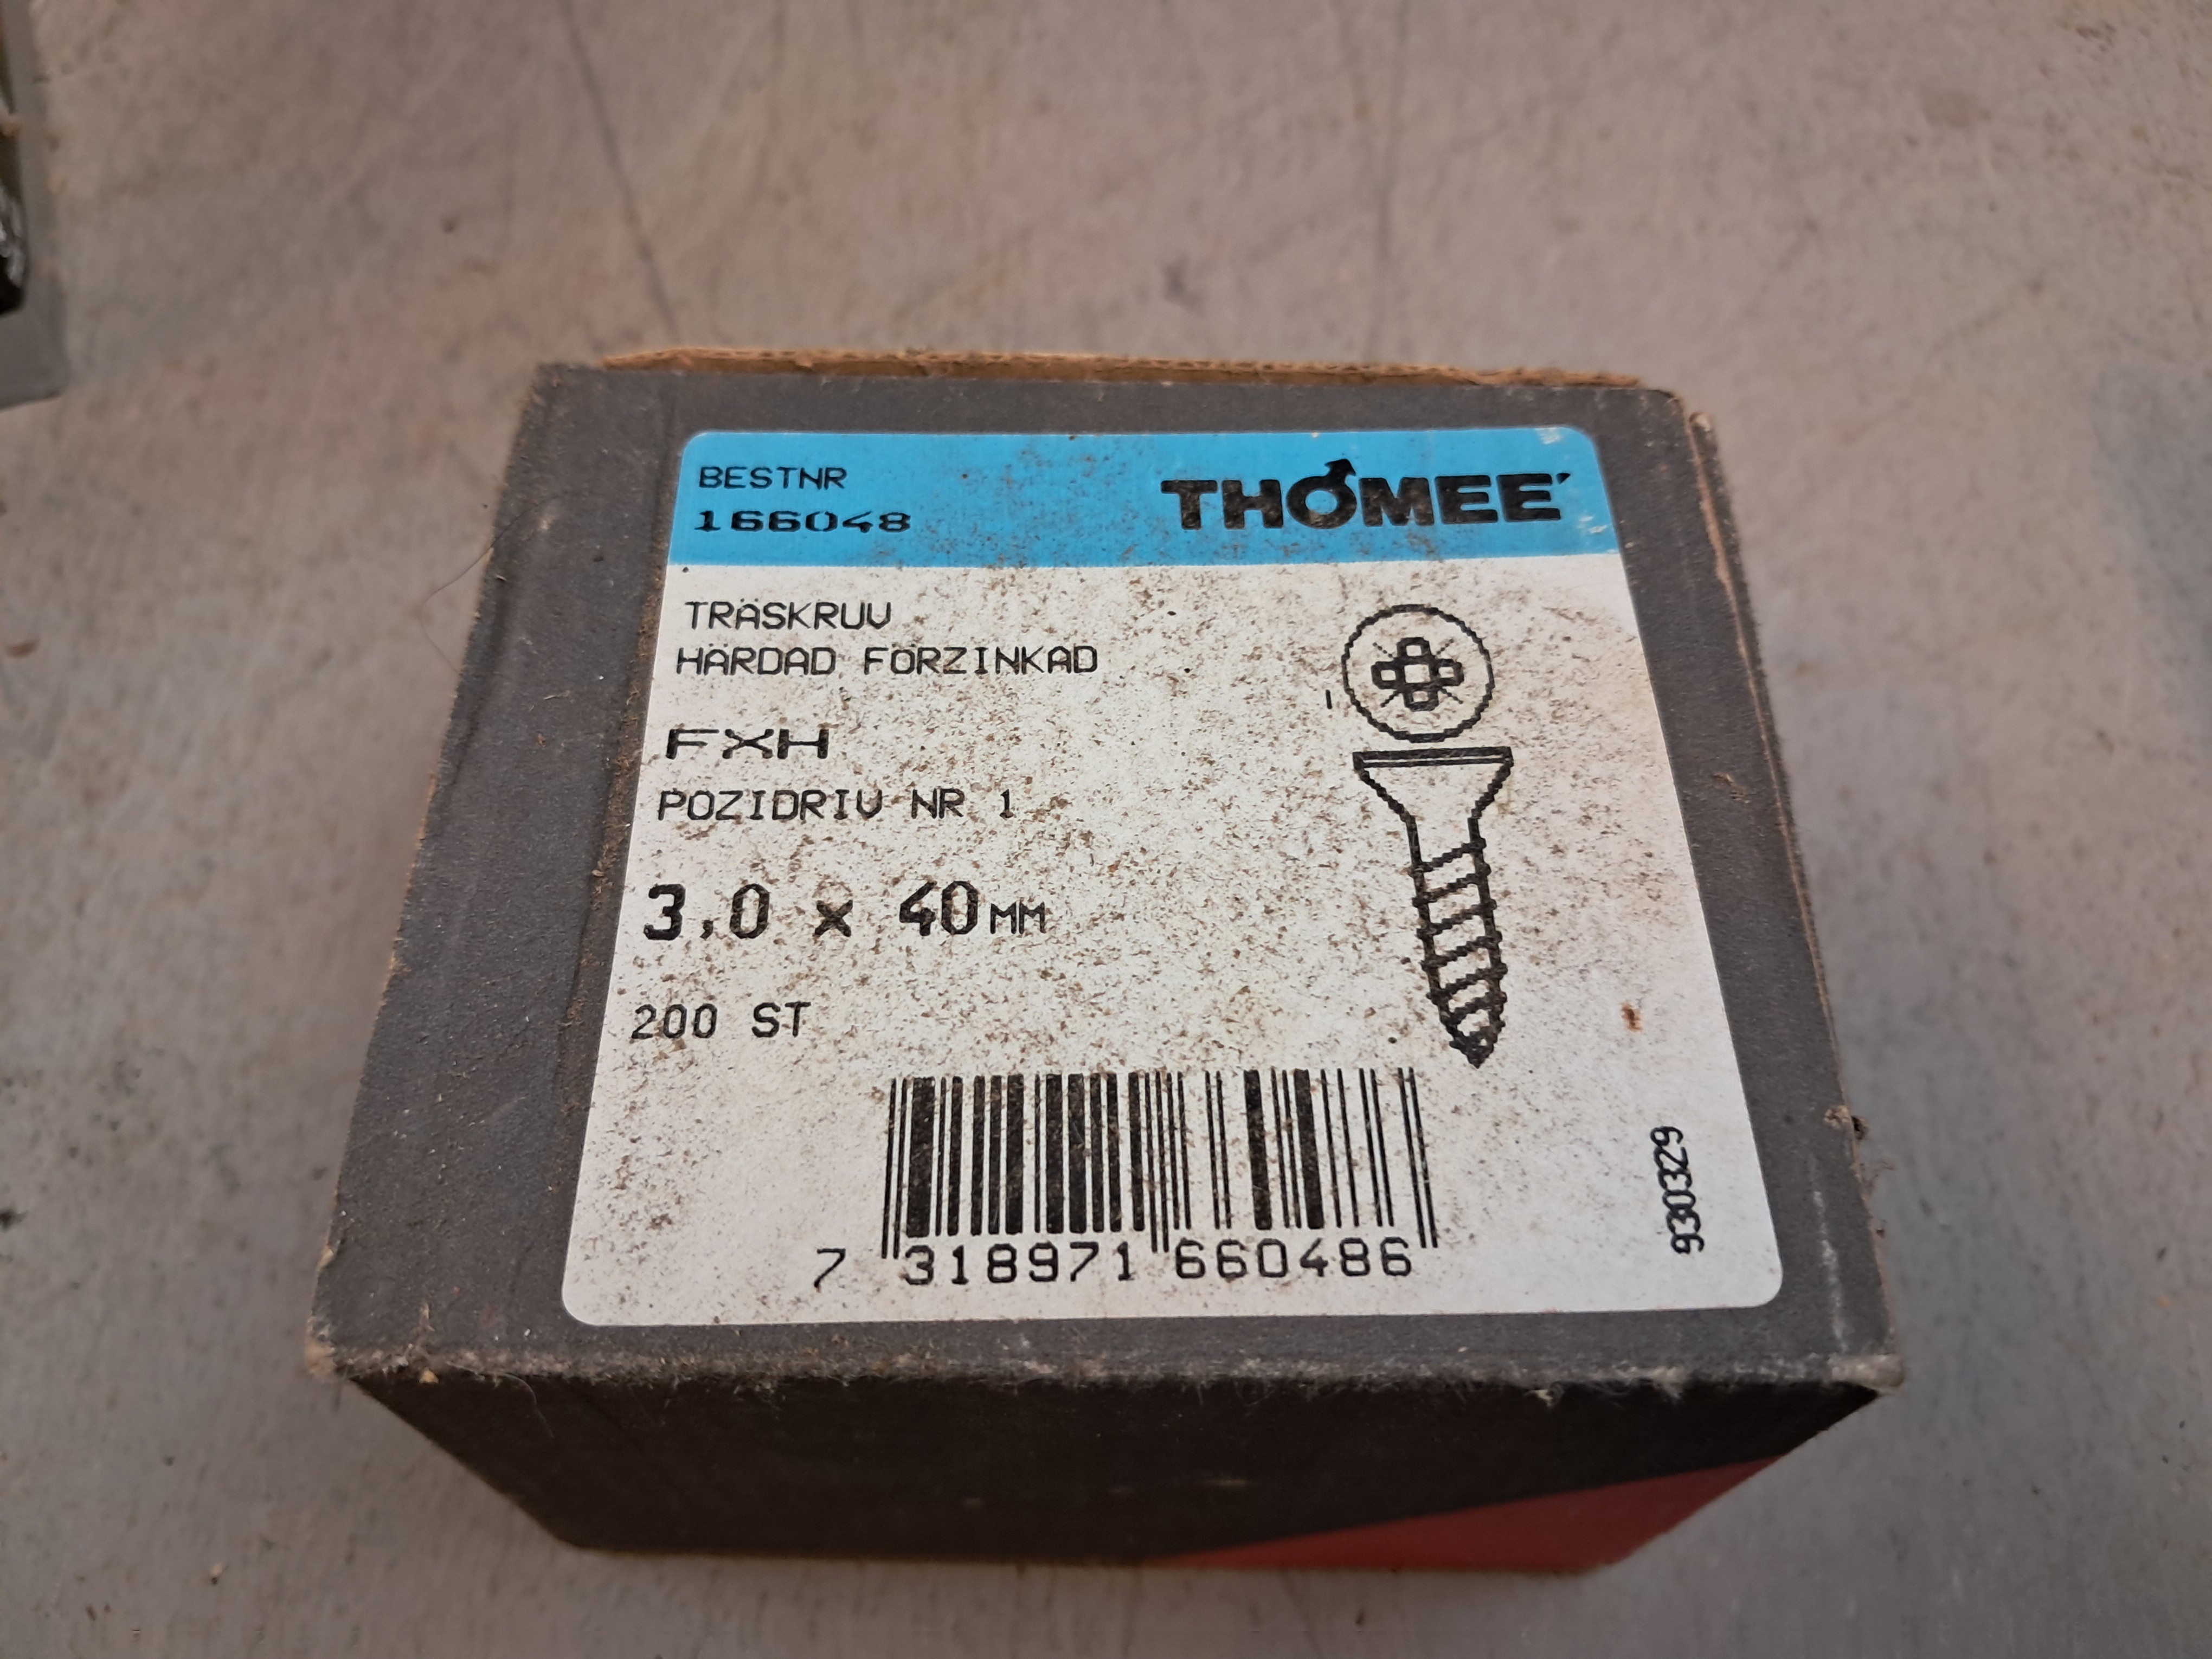 BESTNR
166048
THOMEE´
TRÄSKRUV
HÄRDAD FÖRZINKAD
FXH
POZIDRIV NR 1
3.0 x 40MM
200 ST
7 318971 660486
930329